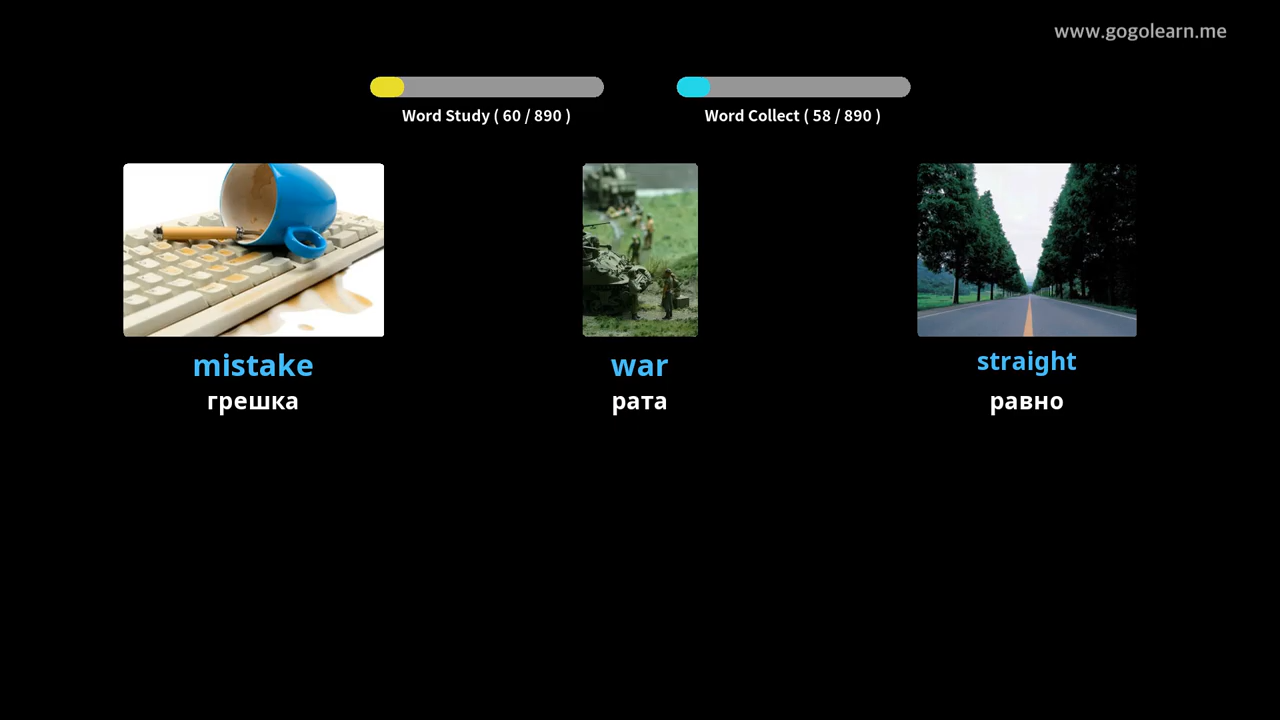 www.gogolearn.me
Word Study ( 60 / 890 )
Word Collect ( 58 / 890 )
mistake
грешка
war
рата
straight
равно